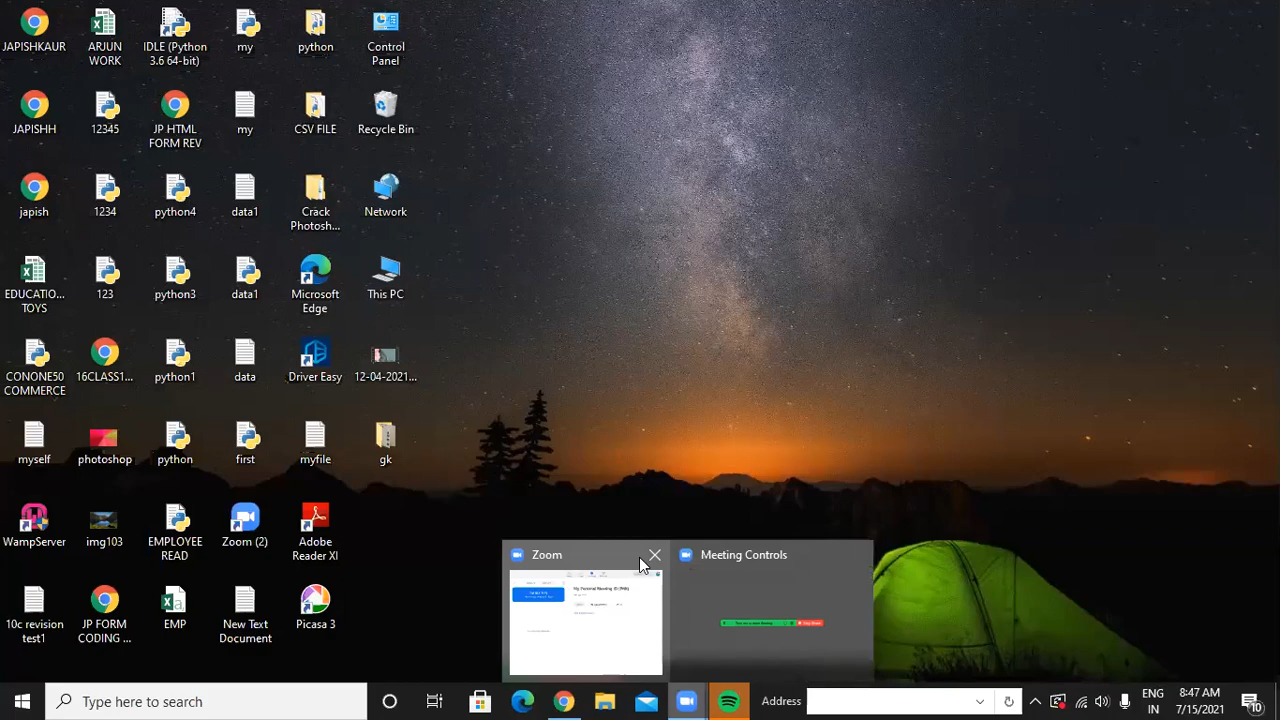 JAPISHKAUR
ARJUN
WORK
IDLE (Python
3.6 64-bit)
my
python
Control
Panel
JAPISHH
12345
JP HTML
FORM REV
my
CSV FILE
Recycle Bin
japish
1234
python4
data1
Crack
Photosh...
Network
EDUCATIO...
TOYS
123
python3
data1
Microsoft
Edge
This PC
CONONE50
COMMERCE
16CLASS1...
python1
data
Driver Easy
12-04-2021...
myself
photoshop
python
first
myfile
gk
WampServer
img103
EMPLOYEE
READ
Zoom (2)
Adobe
Reader XI
10c revision
JP FORM
CODING ...
EMP
New Text
Document
Picasa 3
Zoom
Meeting Controls
My Personal Meeting ID (PMI)
Type here to search
Address
ENG
IN
7:47 AM
7/15/2021